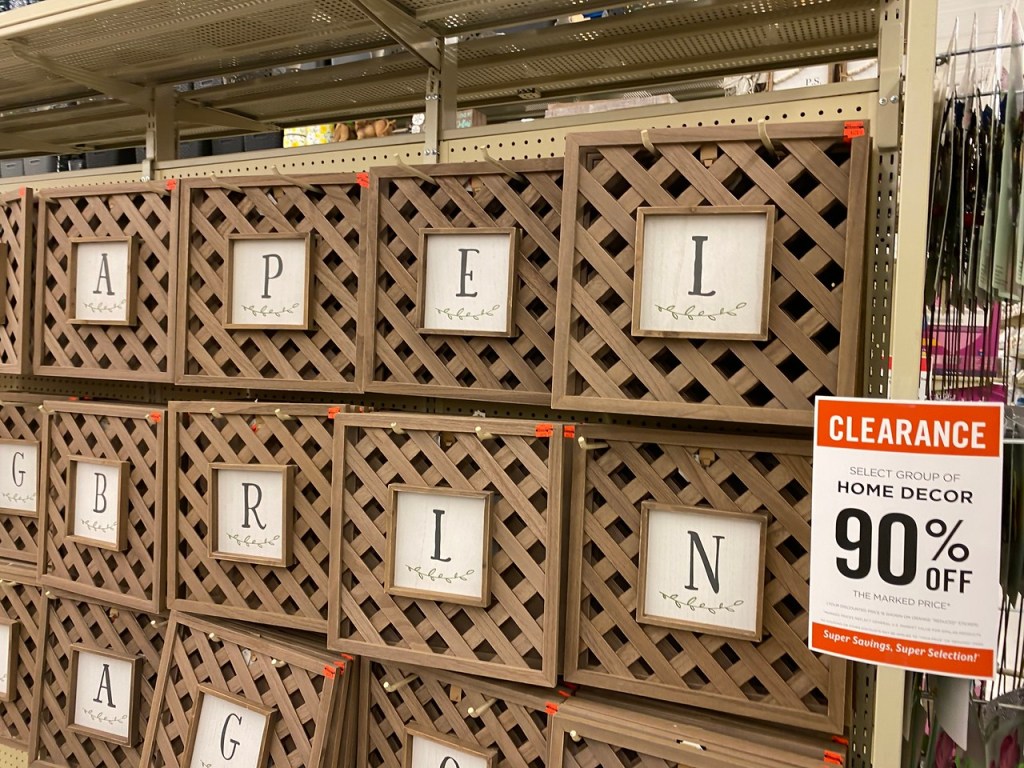 P.S.
A P E L
G B R L N
A G
CLEARANCE
SELECT GROUP OF
HOME DECOR
90% OFF
THE MARKED PRICE*
Super Savings, Super Selection!